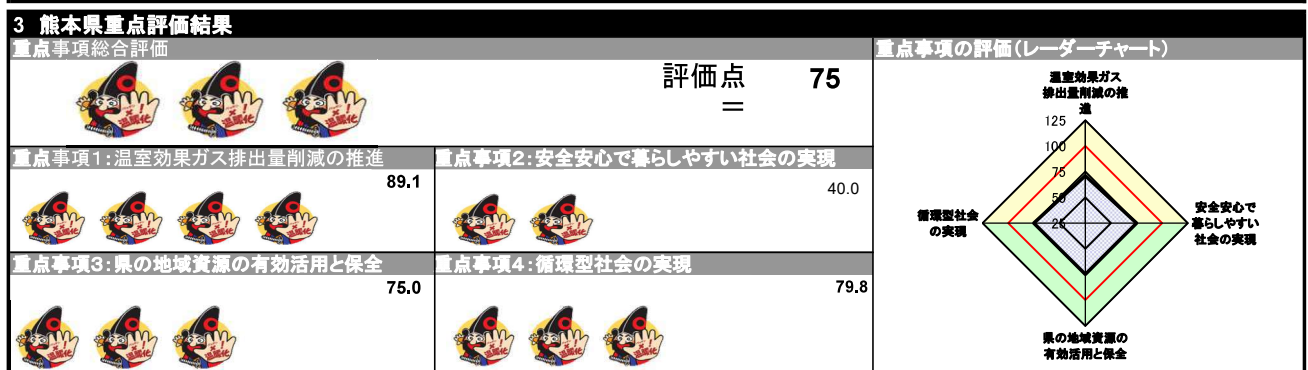 3 熊本県重点評価結果
重点事項総合評価
評価点
＝
75
重点事項1:温室効果ガス排出量削減の推進
89.1
重点事項2:安全安心で暮らしやすい社会の実現
40.0
重点事項3:県の地域資源の有効活用と保全
75.0
重点事項4:循環型社会の実現
79.8
重点事項の評価(レーダーチャート)
温室効果ガス
排出量削減の推
進
125
100
75
50
25
安全安心で
暮らしやすい
社会の実現
循環型社会
の実現
県の地域資源の
有効活用と保全